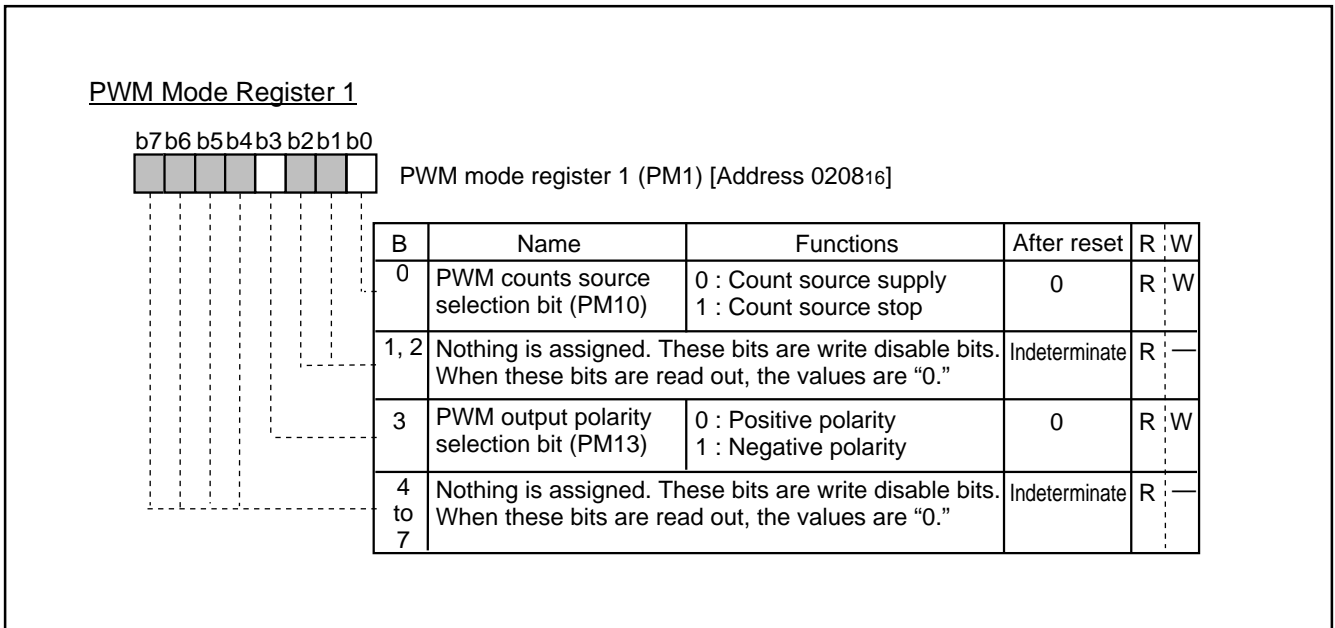 PWM Mode Register 1
b7 b6 b5 b4 b3 b2 b1 b0
PWM mode register 1 (PM1) [Address 020816]
B Name Functions After reset R W
0 PWM counts source selection bit (PM10) 0 : Count source supply 0 R W
1 : Count source stop
1, 2 Nothing is assigned. These bits are write disable bits. Indeterminate R —
When these bits are read out, the values are “0.”
3 PWM output polarity selection bit (PM13) 0 : Positive polarity 0 R W
1 : Negative polarity
4 to 7 Nothing is assigned. These bits are write disable bits. Indeterminate R —
When these bits are read out, the values are “0.”